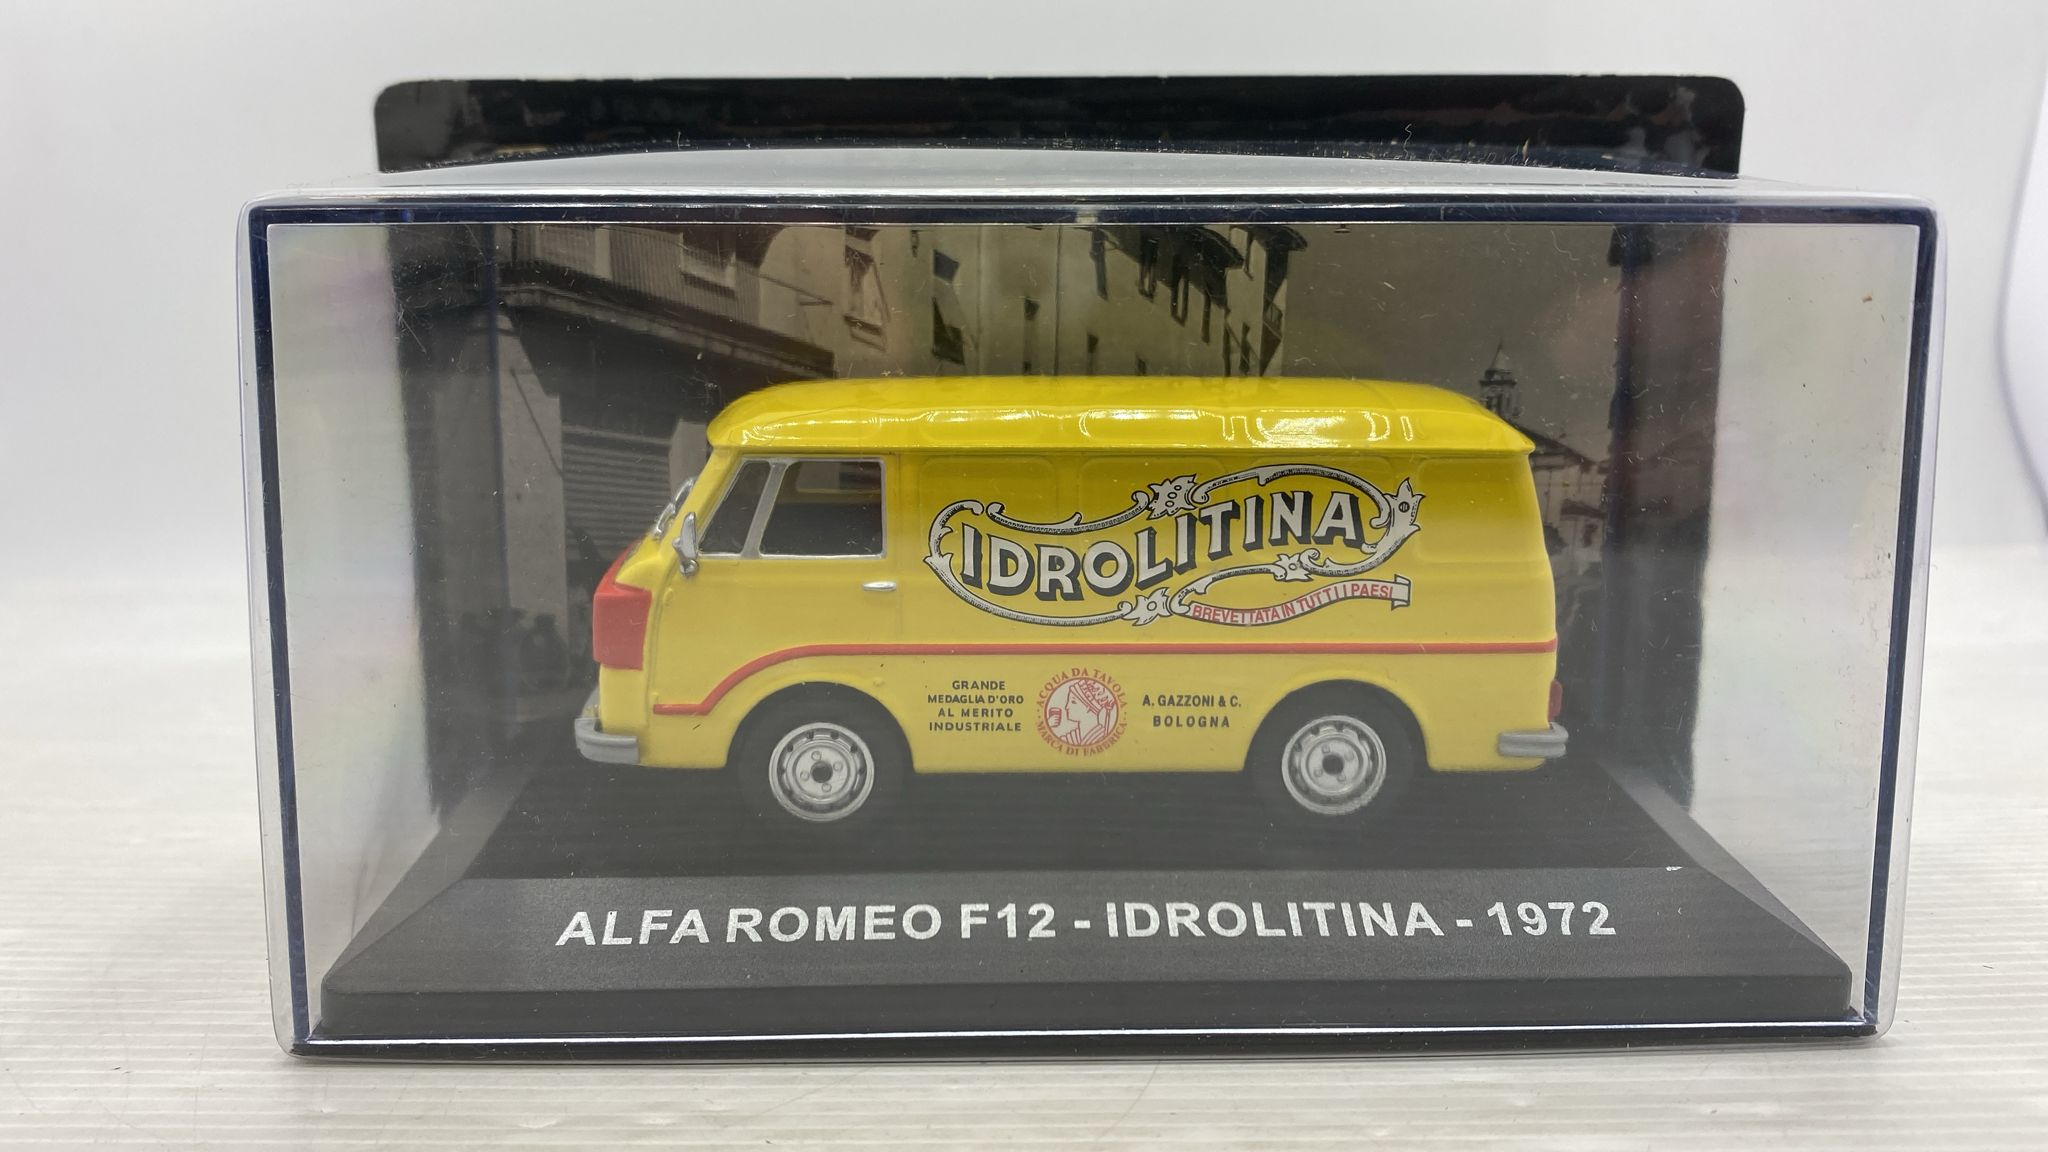 IDROLITINA
BREVETTATA IN TUTTI I PAESI
GRANDE
MEDAGLIA D'ORO
AL MERITO
INDUSTRIALE
ACQUA DA TAVOLA
MARCA DI FABBRICA
A. GAZZONI & C.
BOLOGNA
ALFA ROMEO F12 - IDROLITINA - 1972